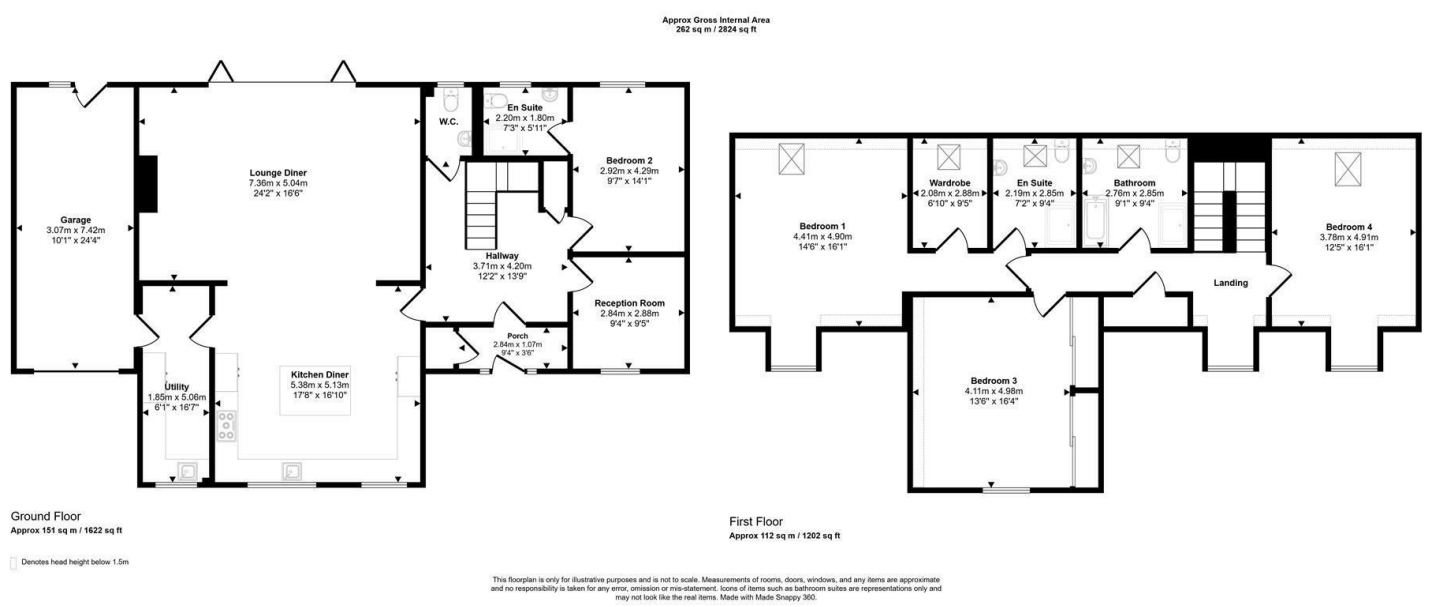 Approx Gross Internal Area
262 sq m / 2824 sq ft
Garage
3.07m x 7.42m
10'1" x 24'4"
Lounge Diner
7.36m x 5.04m
24'2" x 16'6"
W.C.
En Suite
2.20m x 1.80m
7'3" x 5'11"
Bedroom 2
2.92m x 4.29m
9'7" x 14'1"
Hallway
3.71m x 4.20m
12'2" x 13'9"
Reception Room
2.84m x 2.88m
9'4" x 9'5"
Porch
2.84m x 1.07m
9'4" x 3'6"
Utility
1.85m x 5.06m
6'1" x 16'7"
Kitchen Diner
5.38m x 5.13m
17'8" x 16'10"
Ground Floor
Approx 151 sq m / 1622 sq ft
Denotes head height below 1.5m
Bedroom 1
4.41m x 4.90m
14'6" x 16'1"
Wardrobe
2.08m x 2.88m
6'10" x 9'5"
En Suite
2.19m x 2.85m
7'2" x 9'4"
Bathroom
2.76m x 2.85m
9'1" x 9'4"
Landing
Bedroom 4
3.78m x 4.91m
12'5" x 16'1"
Bedroom 3
4.11m x 4.98m
13'6" x 16'4"
First Floor
Approx 112 sq m / 1202 sq ft
This floorplan is only for illustrative purposes and is not to scale. Measurements of rooms, doors, windows, and any items are approximate
and no responsibility is taken for any error, omission or mis-statement. Icons of items such as bathroom suites are representations only and
may not look like the real items. Made with Made Snappy 360.